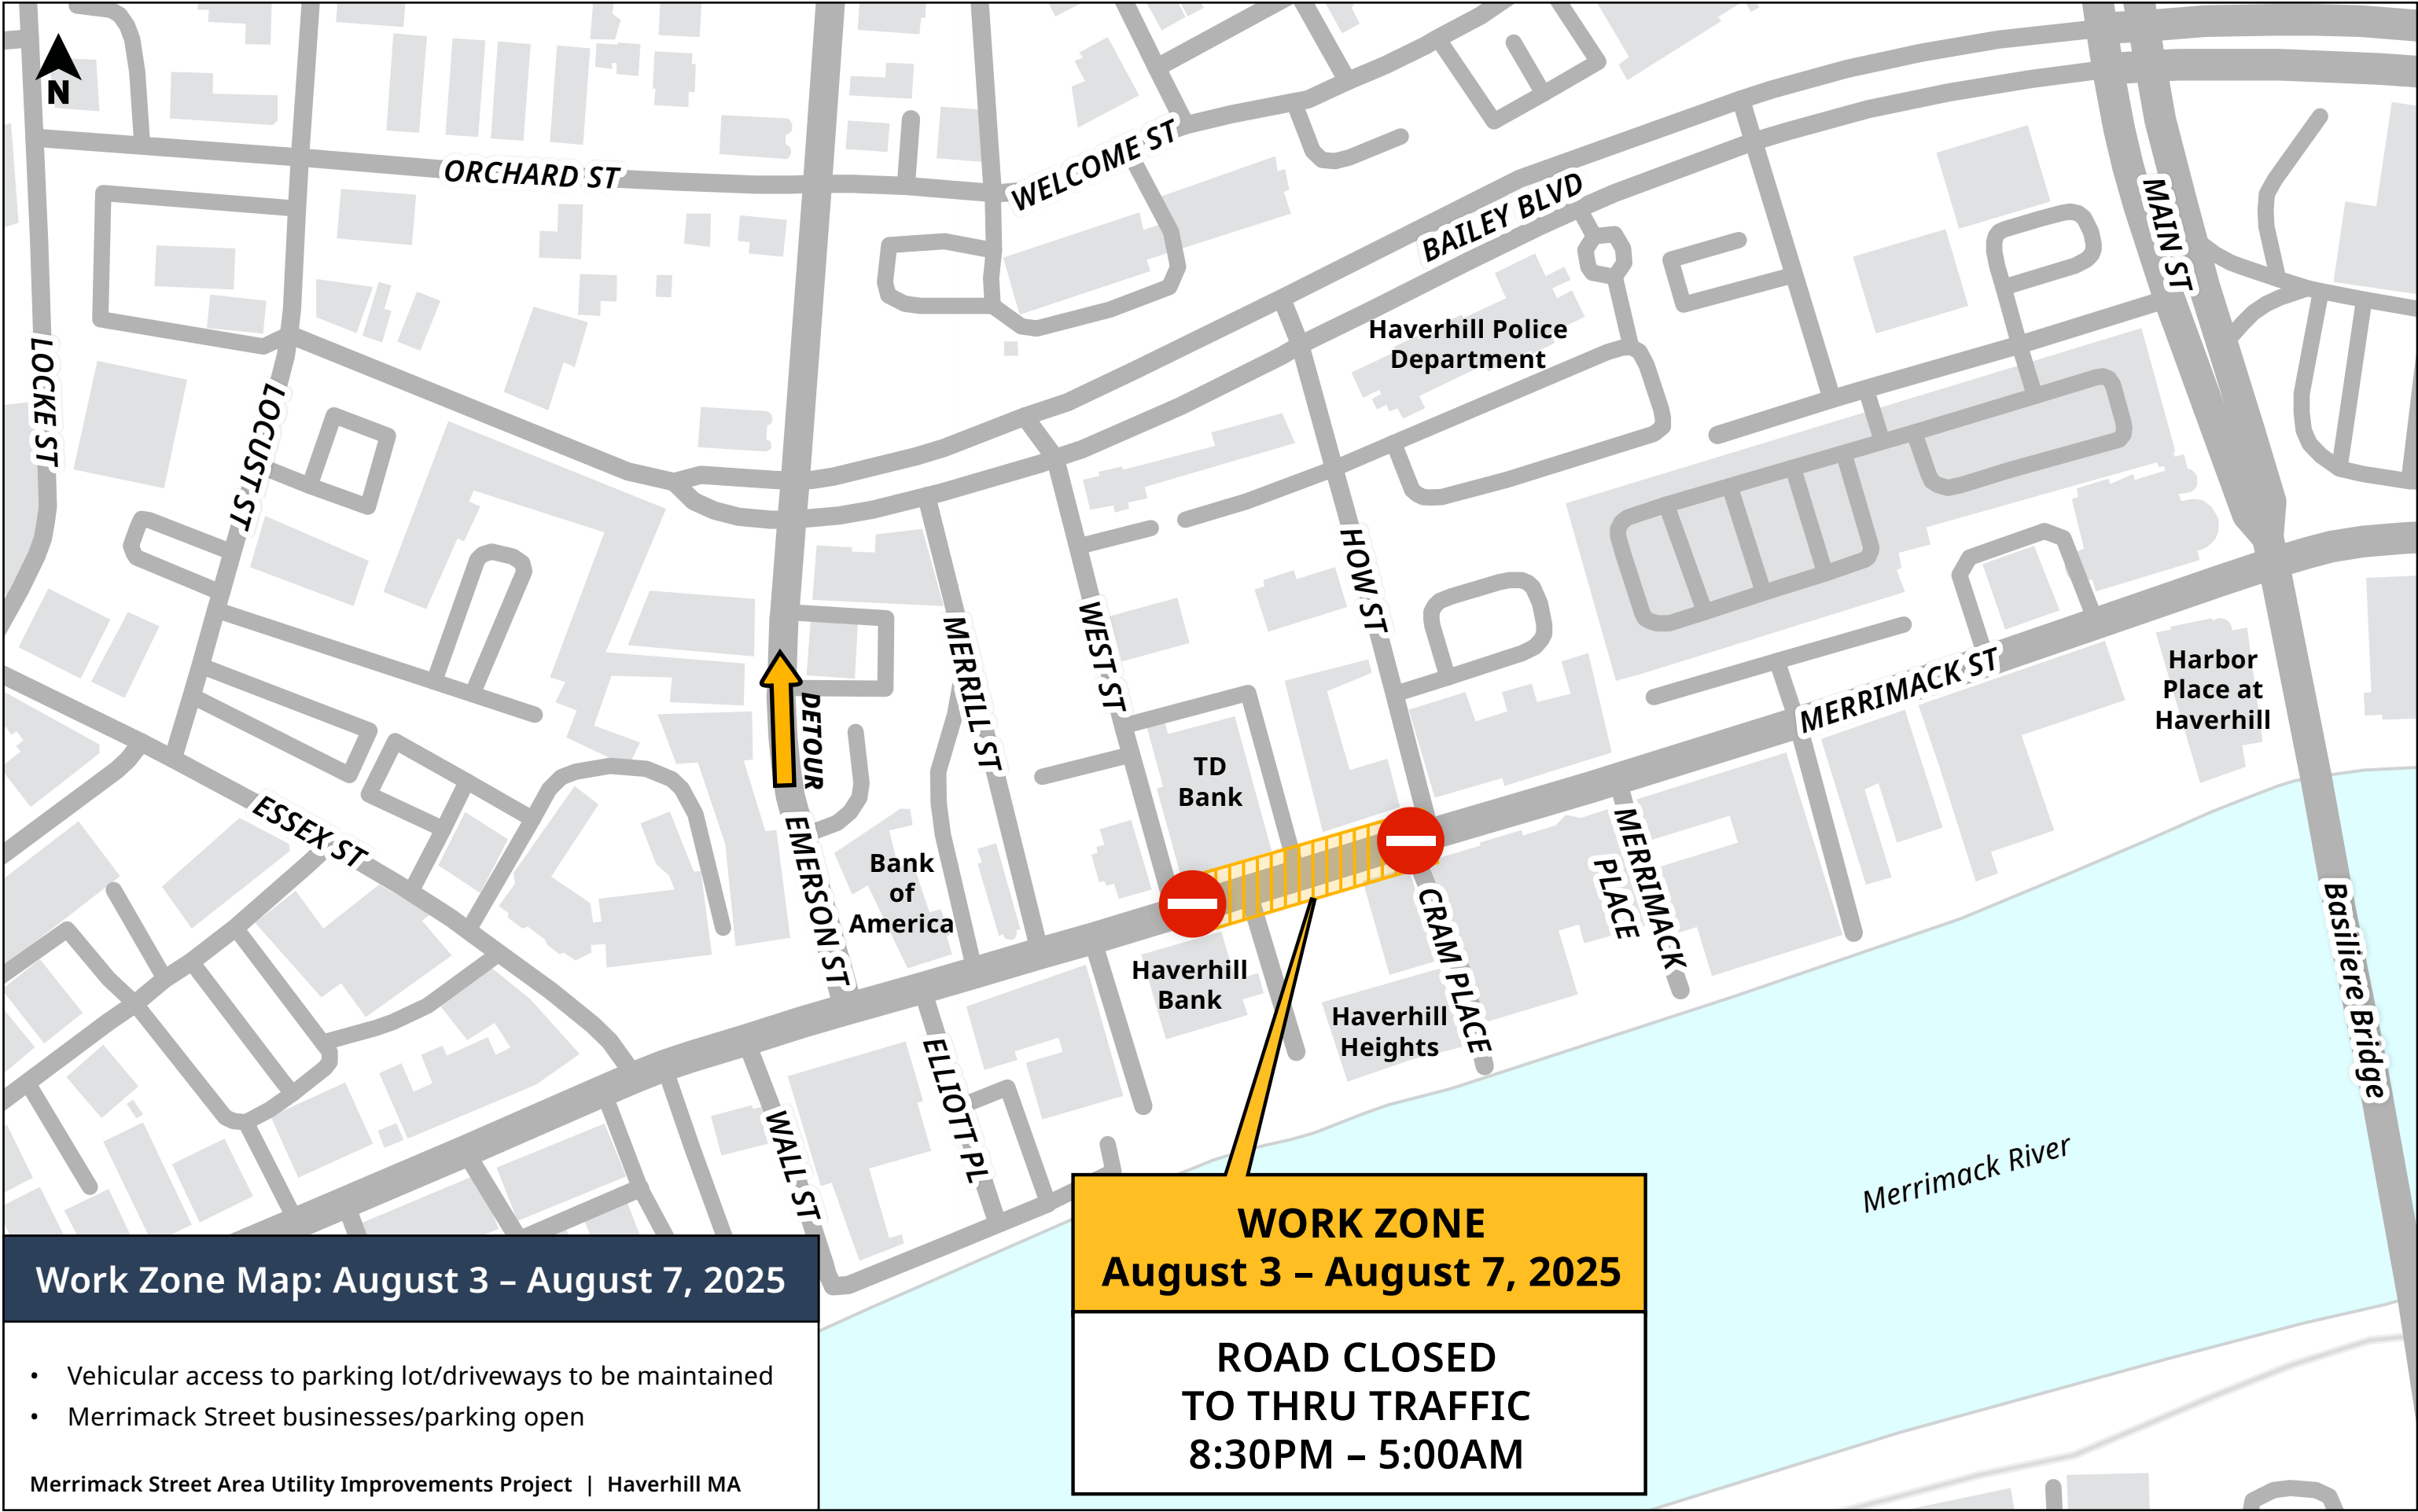 N
ORCHARD ST
WELCOME ST
BAILEY BLVD
MAIN ST
LOCKE ST
LOCUST ST
Haverhill Police
Department
HOW ST
WEST ST
MERRILL ST
DETOUR
EMERSON ST
ESSEX ST
MERRIMACK ST
Harbor
Place at
Haverhill
TD
Bank
Bank
of
America
MERRIMACK
PLACE
CRAM PLACE
Haverhill
Bank
Haverhill
Heights
Basiliere Bridge
ELLIOTT PL
WALL ST
Merrimack River
WORK ZONE
August 3 – August 7, 2025
ROAD CLOSED
TO THRU TRAFFIC
8:30PM – 5:00AM
Work Zone Map: August 3 – August 7, 2025
• Vehicular access to parking lot/driveways to be maintained
• Merrimack Street businesses/parking open
Merrimack Street Area Utility Improvements Project | Haverhill MA